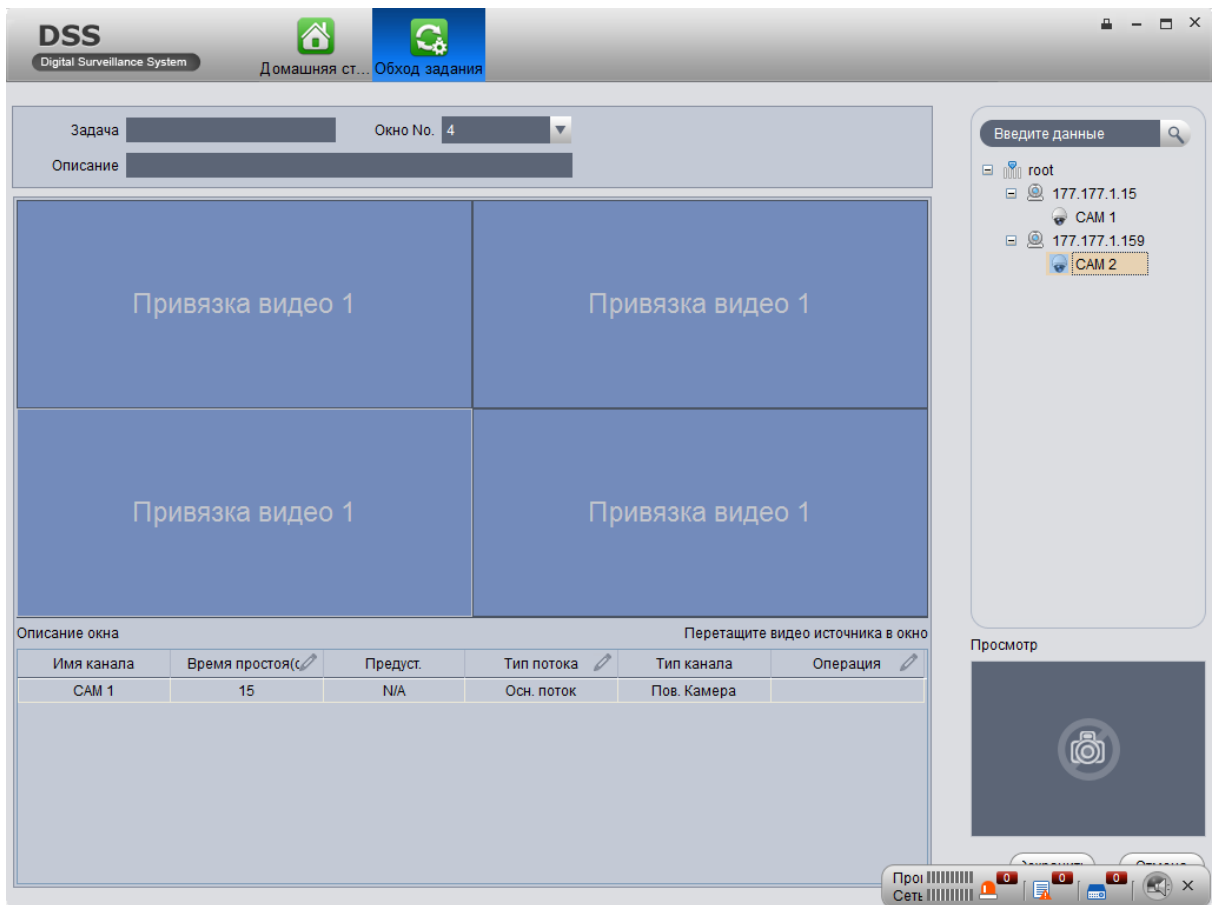 DSS
Digital Surveillance System
Домашняя ст...
Обход задания
Задача
Окно No. 4
Описание
Введите данные
root
177.177.1.15
CAM 1
177.177.1.159
CAM 2
Привязка видео 1
Привязка видео 1
Привязка видео 1
Привязка видео 1
Описание окна
Перетащите видео источника в окно
Имя канала Время простоя(с Предуст. Тип потока Тип канала Операция
CAM 1 15 N/A Осн. поток Пов. Камера
Просмотр
Сеть
0 0 0